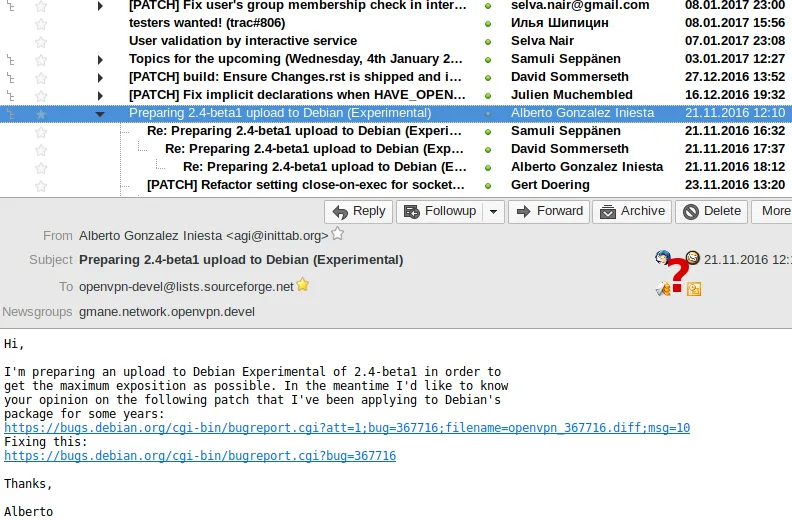 [PATCH] Fix user's group membership check in inter… selva.nair@gmail.com 08.01.2017 23:00
testers wanted! (trac#806) Илья Шипицин 08.01.2017 15:56
User validation by interactive service Selva Nair 07.01.2017 23:08
Topics for the upcoming (Wednesday, 4th January 2… Samuli Seppänen 03.01.2017 12:27
[PATCH] build: Ensure Changes.rst is shipped and i… David Sommerseth 27.12.2016 13:52
[PATCH] Fix implicit declarations when HAVE_OPEN… Julien Muchembled 16.12.2016 19:32
Preparing 2.4-beta1 upload to Debian (Experimental) Alberto Gonzalez Iniesta 21.11.2016 12:10
Re: Preparing 2.4-beta1 upload to Debian (Experi… Samuli Seppänen 21.11.2016 16:32
Re: Preparing 2.4-beta1 upload to Debian (Exp… David Sommerseth 21.11.2016 17:37
Re: Preparing 2.4-beta1 upload to Debian (E… Alberto Gonzalez Iniesta 21.11.2016 18:12
[PATCH] Refactor setting close-on-exec for socket… Gert Doering 23.11.2016 13:20
Reply Followup Forward Archive Delete More
From Alberto Gonzalez Iniesta <agi@inittab.org>
Subject Preparing 2.4-beta1 upload to Debian (Experimental) ? 21.11.2016 12:1
To openvpn-devel@lists.sourceforge.net
Newsgroups gmane.network.openvpn.devel
Hi,
I'm preparing an upload to Debian Experimental of 2.4-beta1 in order to
get the maximum exposition as possible. In the meantime I'd like to know
your opinion on the following patch that I've been applying to Debian's
package for some years:
https://bugs.debian.org/cgi-bin/bugreport.cgi?att=1;bug=367716;filename=openvpn_367716.diff;msg=10
Fixing this:
https://bugs.debian.org/cgi-bin/bugreport.cgi?bug=367716
Thanks,
Alberto